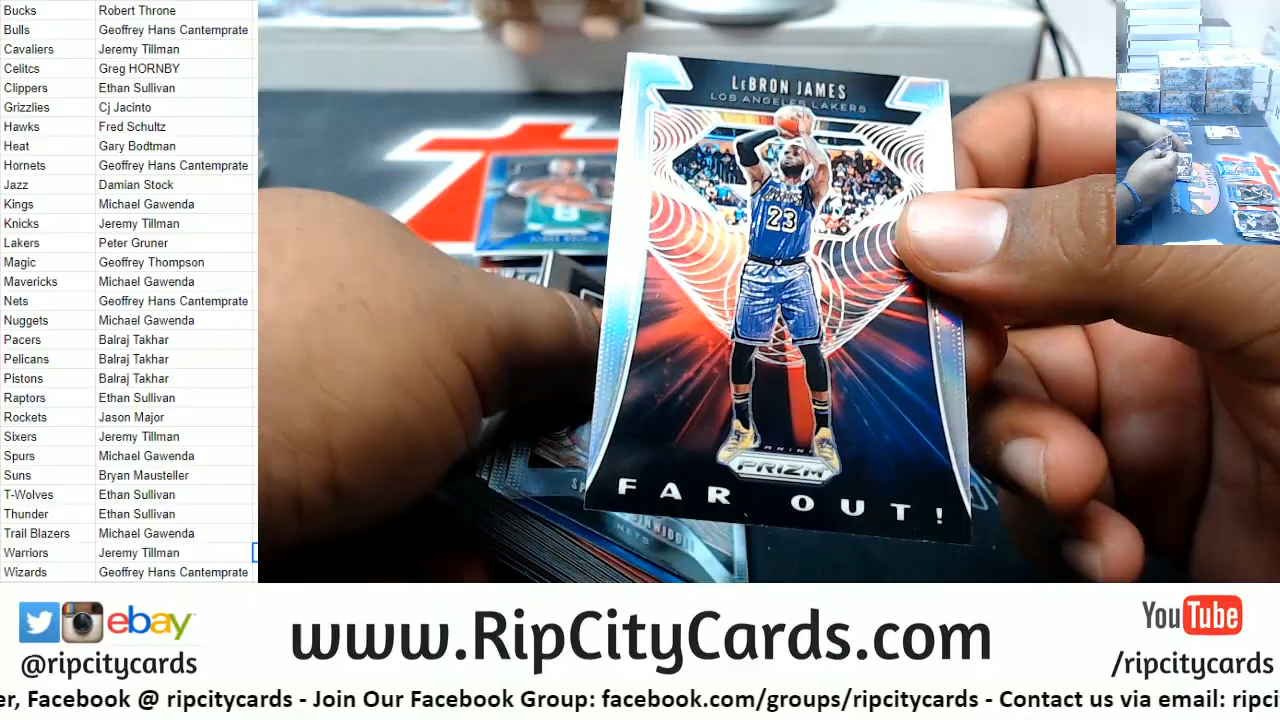 Bucks Robert Throne
Bulls Geoffrey Hans Cantemprate
Cavaliers Jeremy Tillman
Celitcs Greg HORNBY
Clippers Ethan Sullivan
Grizzlies Cj Jacinto
Hawks Fred Schultz
Heat Gary Bodtman
Hornets Geoffrey Hans Cantemprate
Jazz Damian Stock
Kings Michael Gawenda
Knicks Jeremy Tillman
Lakers Peter Gruner
Magic Geoffrey Thompson
Mavericks Michael Gawenda
Nets Geoffrey Hans Cantemprate
Nuggets Michael Gawenda
Pacers Balraj Takhar
Pelicans Balraj Takhar
Pistons Balraj Takhar
Raptors Ethan Sullivan
Rockets Jason Major
Sixers Jeremy Tillman
Spurs Michael Gawenda
Suns Bryan Mausteller
T-Wolves Ethan Sullivan
Thunder Ethan Sullivan
Trail Blazers Michael Gawenda
Warriors Jeremy Tillman
Wizards Geoffrey Hans Cantemprate
LeBRON JAMES
LOS ANGELES LAKERS
23
PANINI
PRIZM
FAR OUT!
8
NETS
ebay
@ripcitycards
www.RipCityCards.com
YouTube
/ripcitycards
er, Facebook @ ripcitycards - Join Our Facebook Group: facebook.com/groups/ripcitycards - Contact us via email: ripci